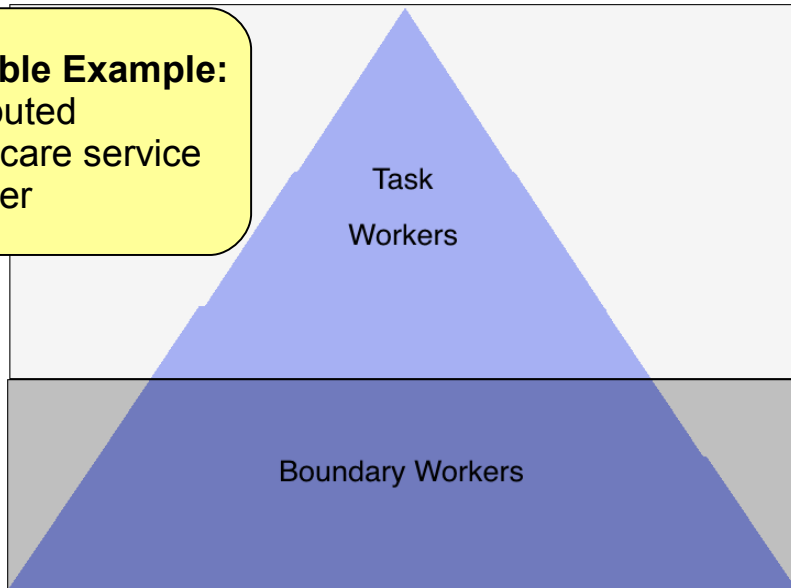 ble Example:
outed
care service
er
Task
Workers
Boundary Workers